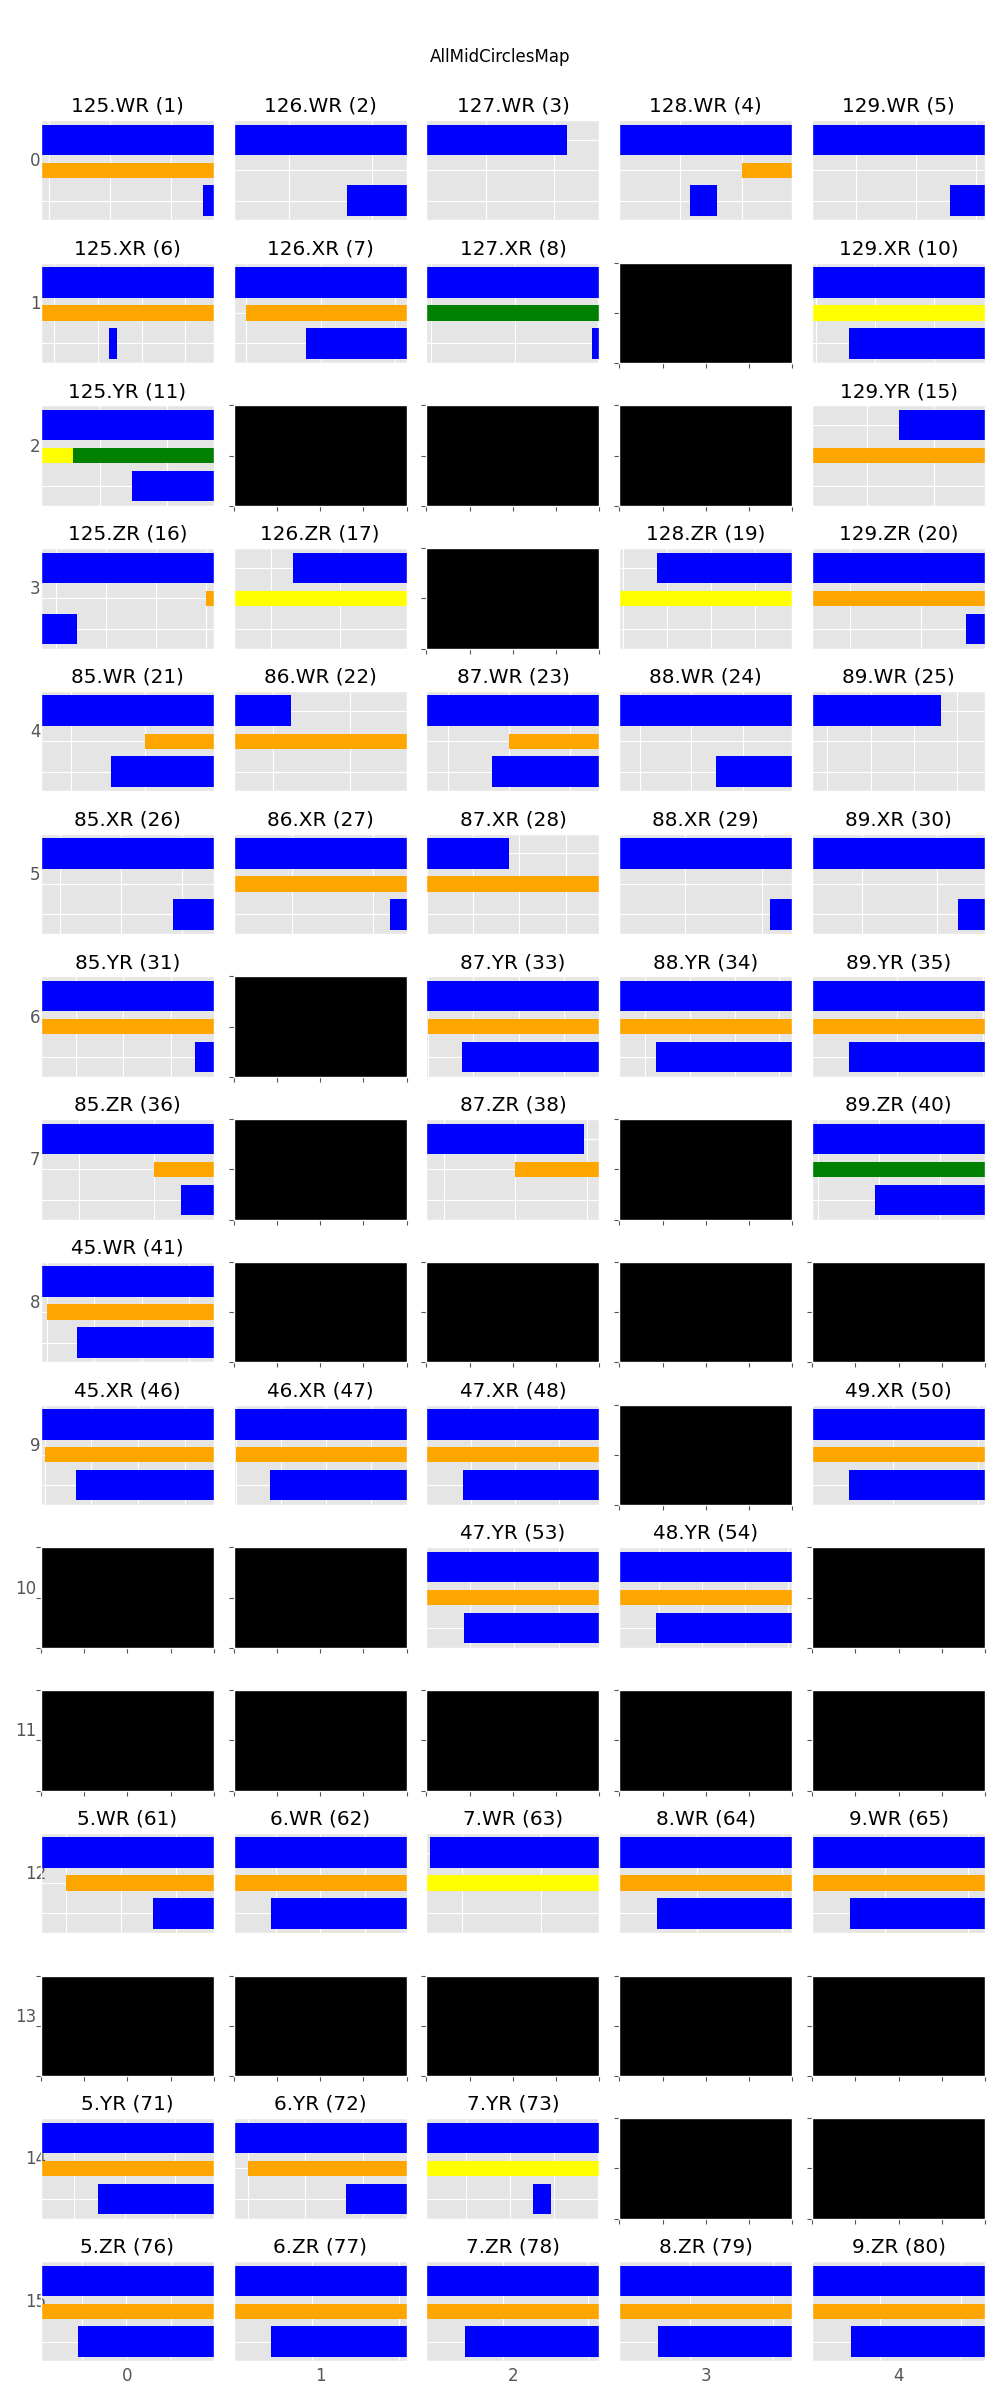 AllMidCirclesMap
125.WR (1) 126.WR (2) 127.WR (3) 128.WR (4) 129.WR (5)
0
125.XR (6) 126.XR (7) 127.XR (8) 129.XR (10)
1
125.YR (11) 129.YR (15)
2
125.ZR (16) 126.ZR (17) 128.ZR (19) 129.ZR (20)
3
85.WR (21) 86.WR (22) 87.WR (23) 88.WR (24) 89.WR (25)
4
85.XR (26) 86.XR (27) 87.XR (28) 88.XR (29) 89.XR (30)
5
85.YR (31) 87.YR (33) 88.YR (34) 89.YR (35)
6
85.ZR (36) 87.ZR (38) 89.ZR (40)
7
45.WR (41)
8
45.XR (46) 46.XR (47) 47.XR (48) 49.XR (50)
9
47.YR (53) 48.YR (54)
10
11
5.WR (61) 6.WR (62) 7.WR (63) 8.WR (64) 9.WR (65)
12
13
5.YR (71) 6.YR (72) 7.YR (73)
14
5.ZR (76) 6.ZR (77) 7.ZR (78) 8.ZR (79) 9.ZR (80)
15
0 1 2 3 4